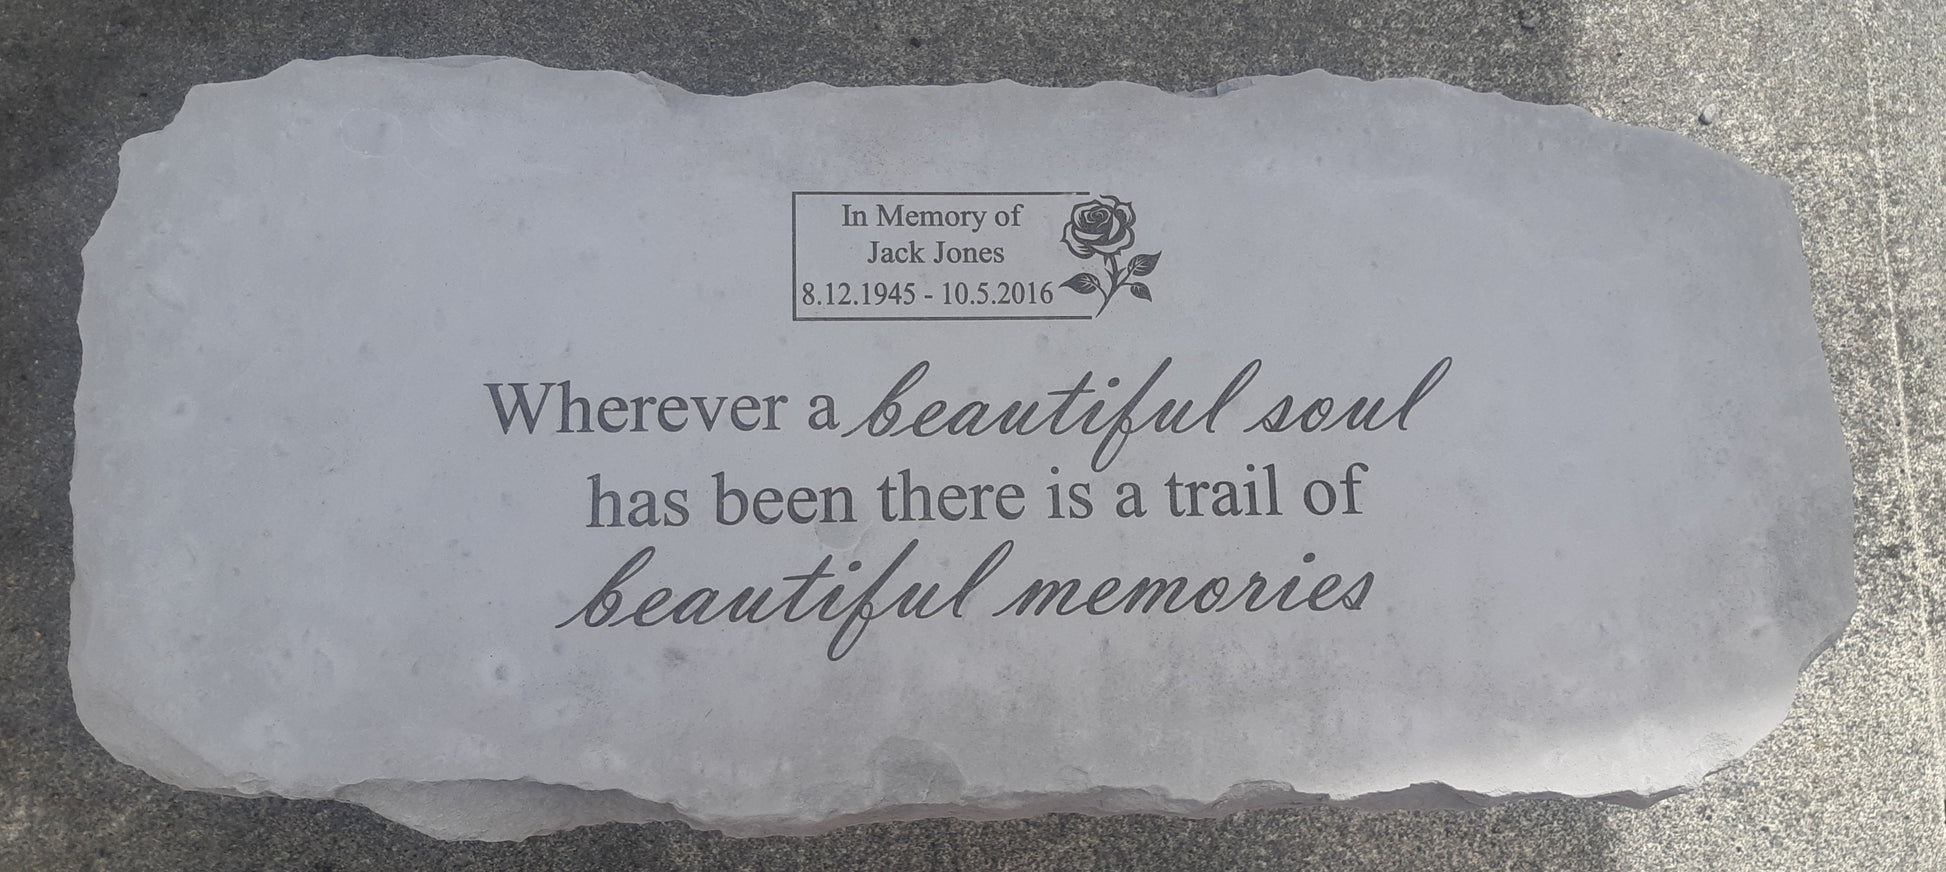 In Memory of
Jack Jones
8.12.1945 - 10.5.2016
Wherever a beautiful soul
has been there is a trail of
beautiful memories